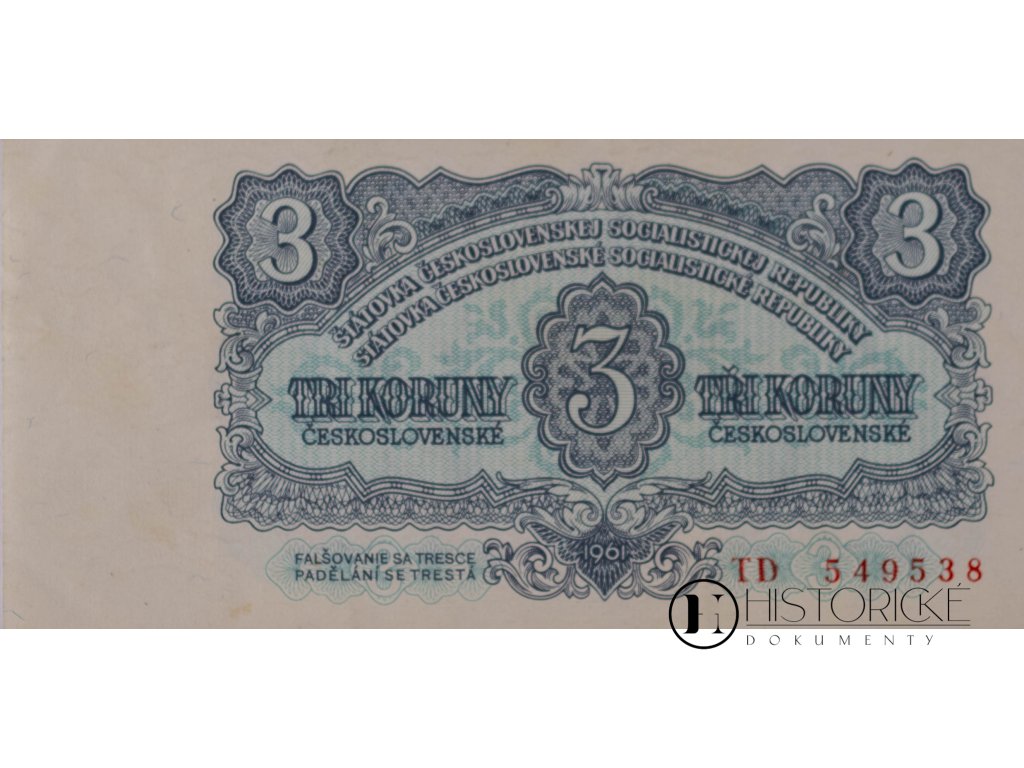 3
3
ŠTÁTOVKA ČESKOSLOVENSKEJ SOCIALISTICKEJ REPUBLIKY
STÁTOVKA ČESKOSLOVENSKÉ SOCIALISTICKÉ REPUBLIKY
TRI KORUNY
ČESKOSLOVENSKÉ
3
TŘI KORUNY
ČESKOSLOVENSKÉ
FALŠOVANIE SA TRESCE
PADĚLÁNÍ SE TRESTÁ
1961
TD 549538
HISTORICKÉ
DOKUMENTY